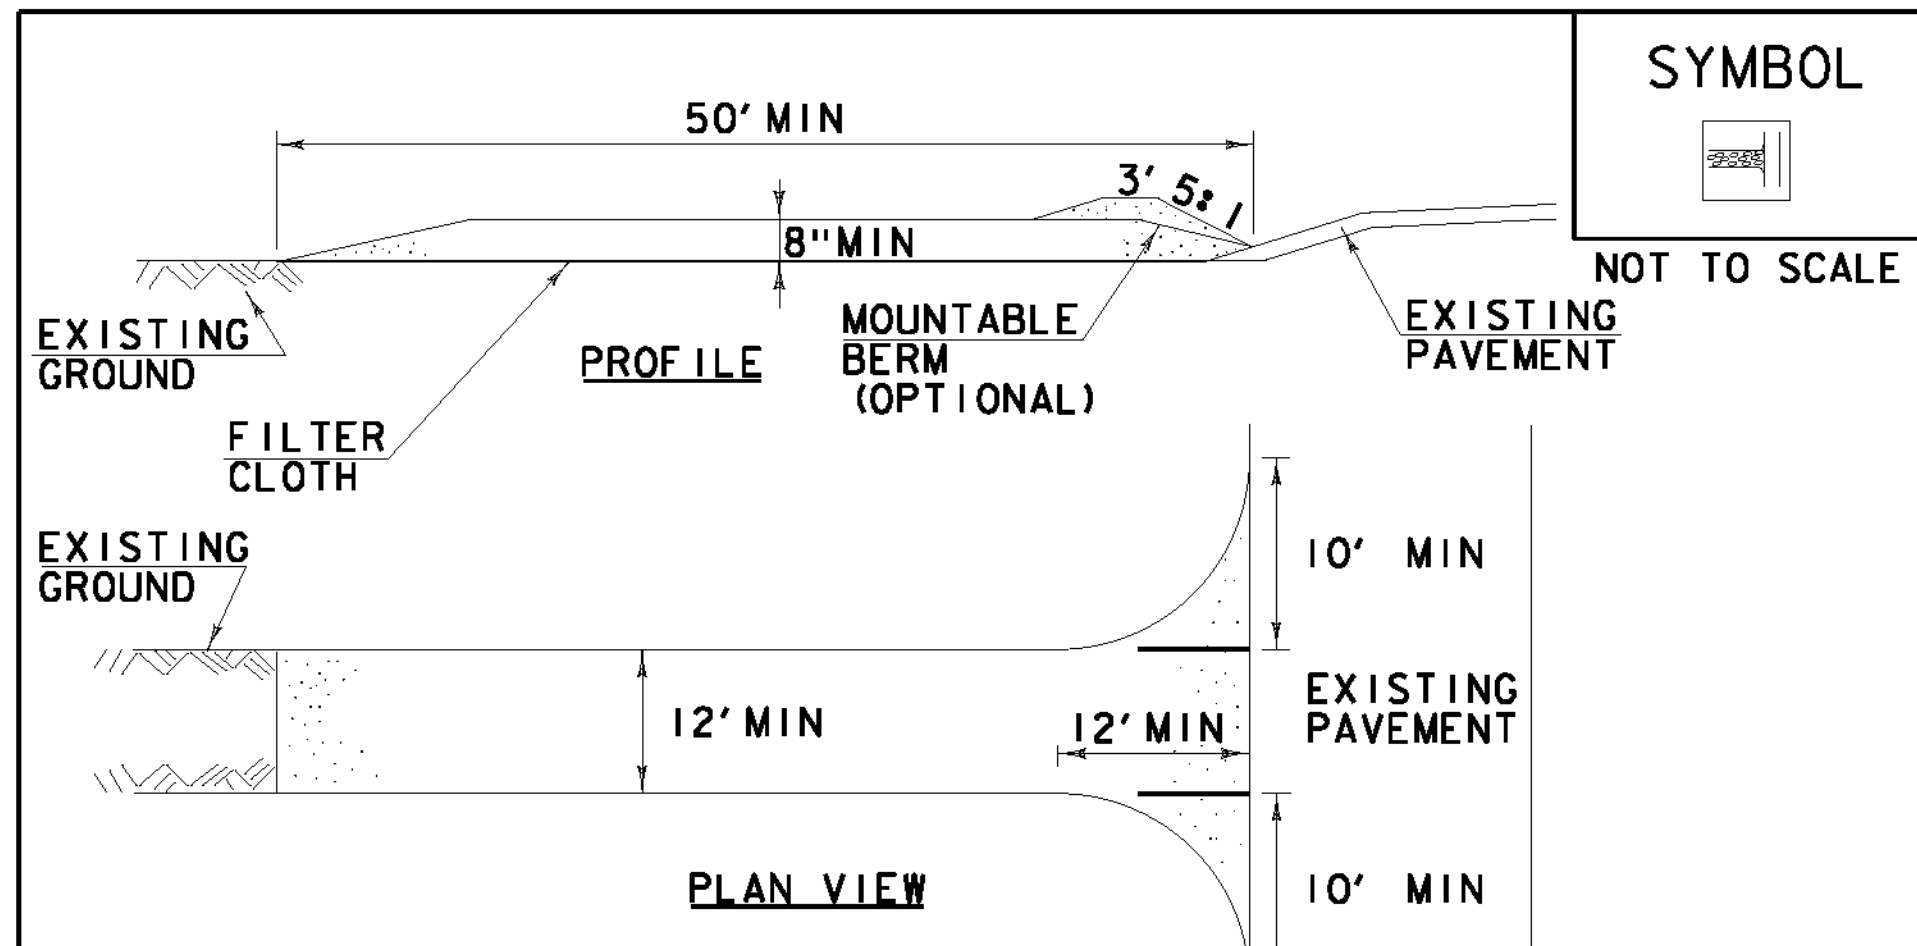 SYMBOL
50' MIN
3' 5:1
8" MIN
NOT TO SCALE
EXISTING
GROUND
PROFILE
MOUNTABLE
BERM
(OPTIONAL)
EXISTING
PAVEMENT
FILTER
CLOTH
EXISTING
GROUND
10' MIN
12' MIN
12' MIN
EXISTING
PAVEMENT
PLAN VIEW
10' MIN